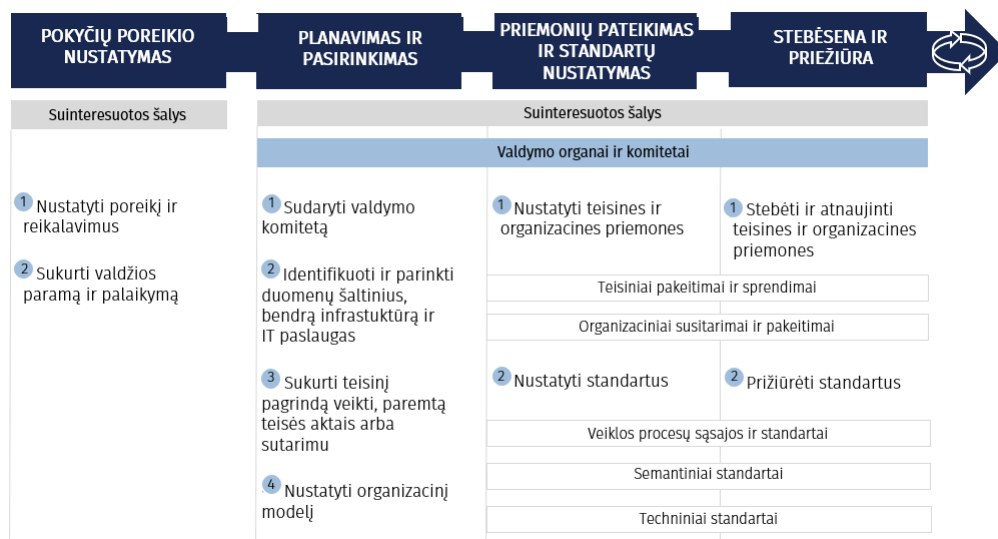 POKYČIŲ POREIKIO
NUSTATYMAS
PLANAVIMAS IR
PASIRINKIMAS
PRIEMONIŲ PATEIKIMAS
IR STANDARTŲ
NUSTATYMAS
STEBĖSENA IR
PRIEŽIŪRA
Suinteresuotos šalys
Suinteresuotos šalys
Valdymo organai ir komitetai
1 Nustatyti poreikį ir
reikalavimus
2 Sukurti valdžios
paramą ir palaikymą
1 Sudaryti valdymo
komitetą
2 Identifikuoti ir parinkti
duomenų šaltinius,
bendrą infrastuktūrą ir
IT paslaugas
3 Sukurti teisinį
pagrindą veikti, paremtą
teisės aktais arba
sutarimu
4 Nustatyti organizacinį
modelį
1 Nustatyti teisines ir
organizacines priemones
1 Stebėti ir atnaujinti
teisines ir organizacines
priemones
Teisiniai pakeitimai ir sprendimai
Organizaciniai susitarimai ir pakeitimai
2 Nustatyti standartus
2 Prižiūrėti standartus
Veiklos procesų sąsajos ir standartai
Semantiniai standartai
Techniniai standartai